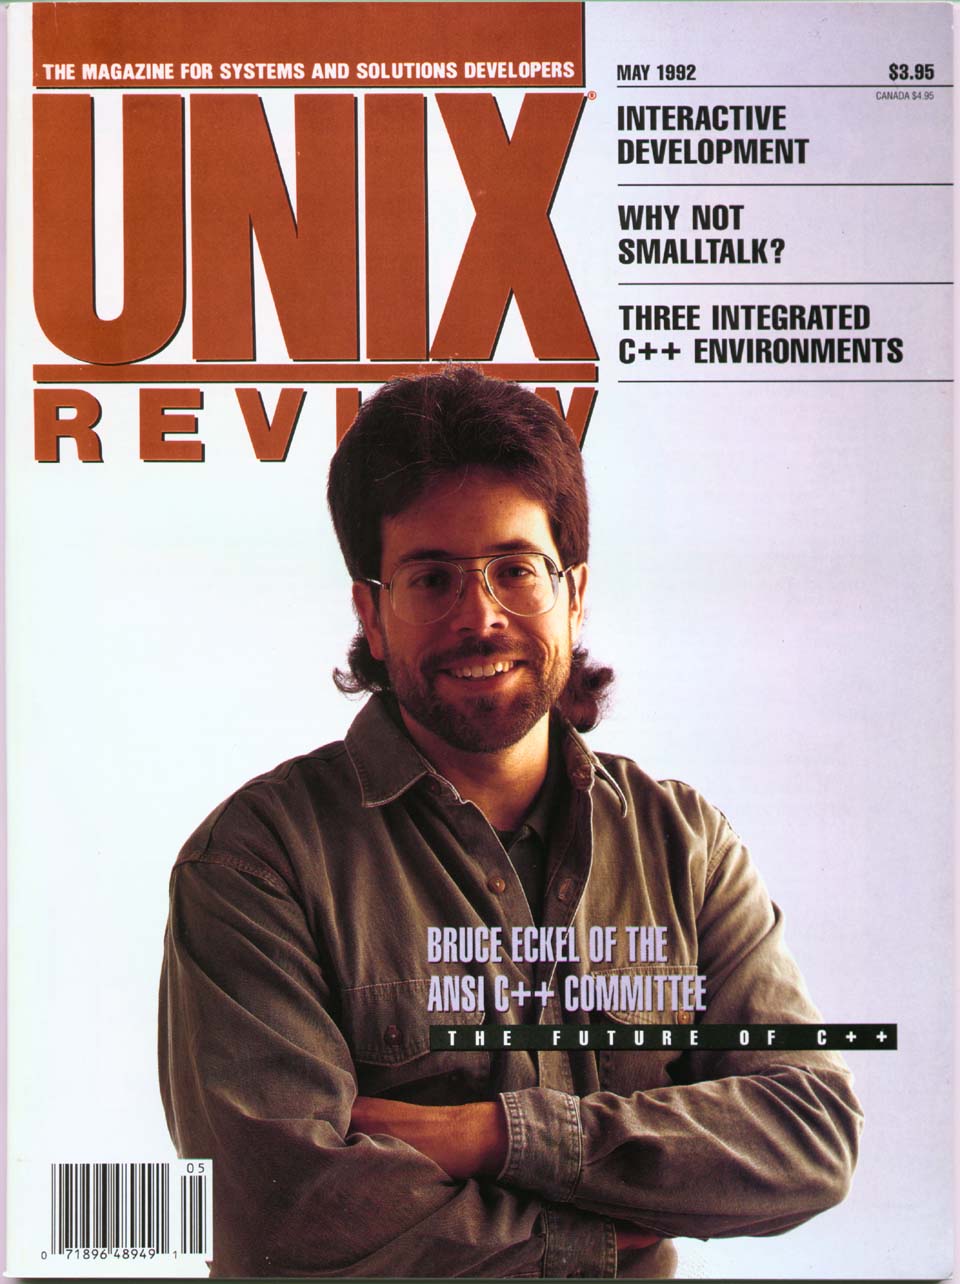 THE MAGAZINE FOR SYSTEMS AND SOLUTIONS DEVELOPERS
UNIX®
REVIEW
MAY 1992 $3.95
CANADA $4.95
INTERACTIVE
DEVELOPMENT
WHY NOT
SMALLTALK?
THREE INTEGRATED
C++ ENVIRONMENTS
BRUCE ECKEL OF THE
ANSI C++ COMMITTEE
THE FUTURE OF C++
05
0 71896 48949 1